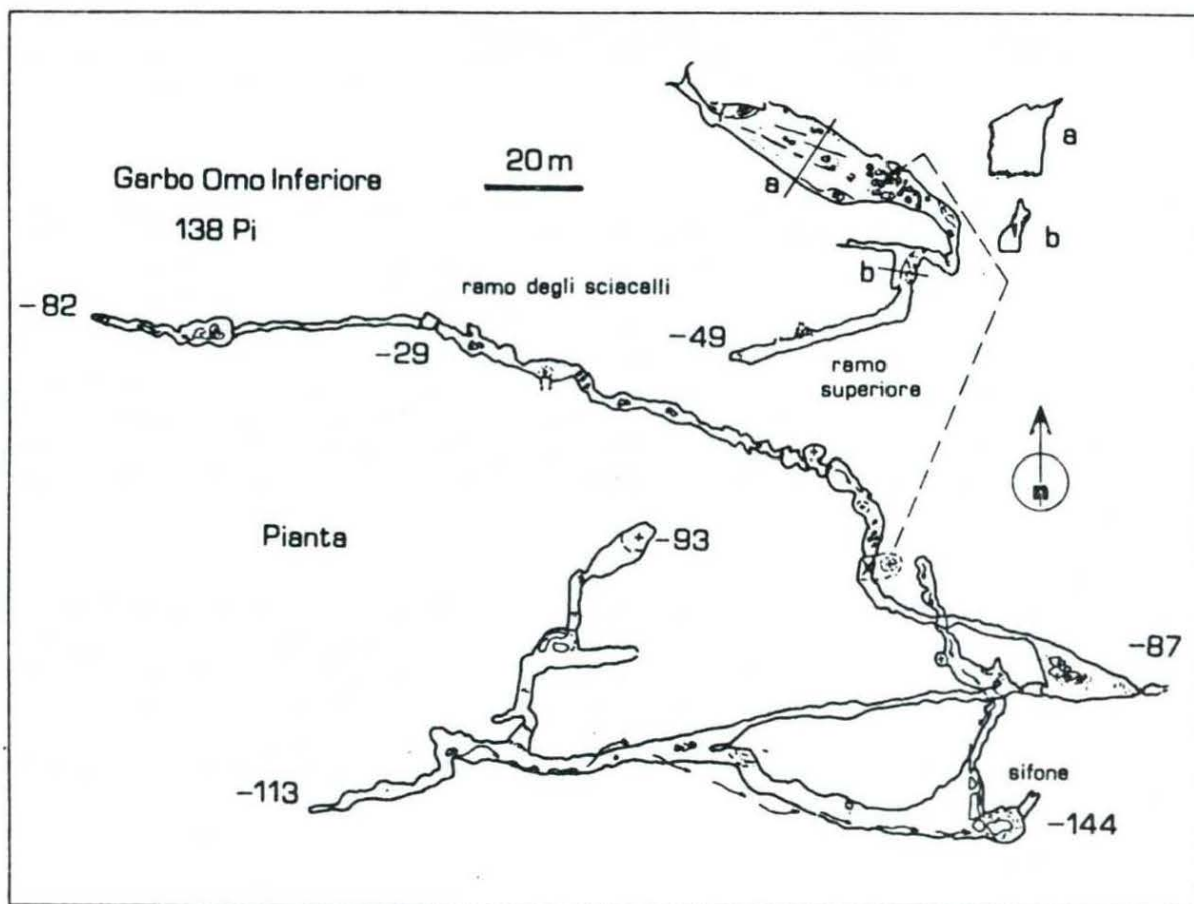 Garbo Omo Inferiore
138 Pi
20 m
a
a
b
b
ramo degli sciacalli
-82
-29
-49
ramo
superiore
n
Pianta
-93
-87
-113
sifone
-144